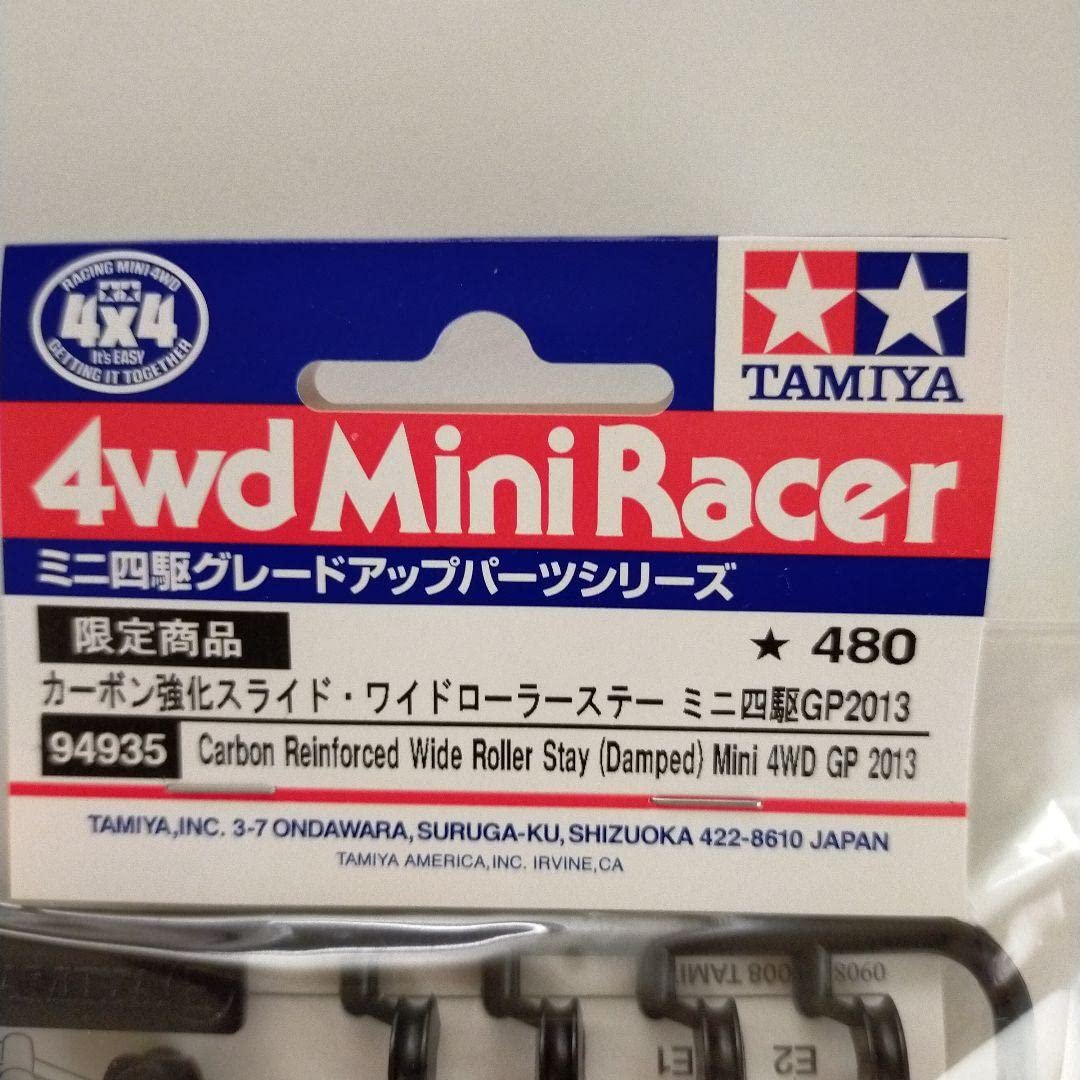 RACING MINI 4WD
4x4
It's EASY
GETTING IT TOGETHER
TAMIYA
4wd Mini Racer
ミニ四駆グレードアップパーツシリーズ
限定商品
★ 480
カーボン強化スライド・ワイドローラーステー ミニ四駆GP2013
94935 Carbon Reinforced Wide Roller Stay (Damped) Mini 4WD GP 2013
TAMIYA,INC. 3-7 ONDAWARA, SURUGA-KU, SHIZUOKA 422-8610 JAPAN
TAMIYA AMERICA,INC. IRVINE,CA
E1
E2